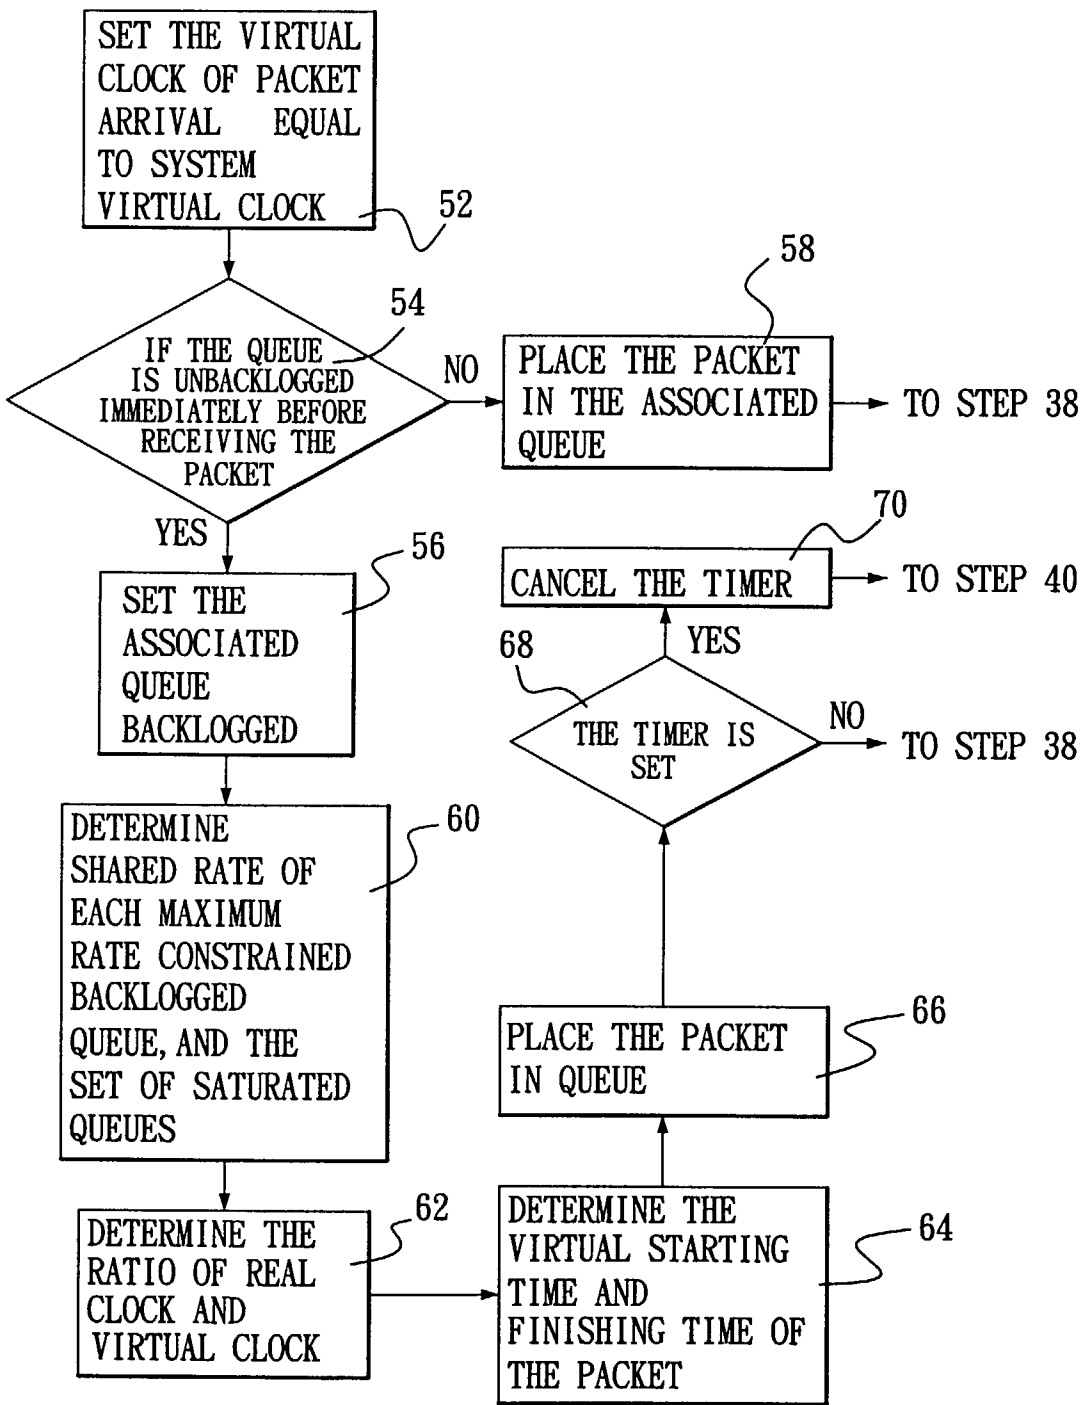 SET THE VIRTUAL
CLOCK OF PACKET
ARRIVAL EQUAL
TO SYSTEM
VIRTUAL CLOCK
52
54
IF THE QUEUE
IS UNBACKLOGGED
IMMEDIATELY BEFORE
RECEIVING THE
PACKET
NO
58
PLACE THE PACKET
IN THE ASSOCIATED
QUEUE
TO STEP 38
YES
56
SET THE
ASSOCIATED
QUEUE
BACKLOGGED
60
DETERMINE
SHARED RATE OF
EACH MAXIMUM
RATE CONSTRAINED
BACKLOGGED
QUEUE, AND THE
SET OF SATURATED
QUEUES
62
DETERMINE THE
RATIO OF REAL
CLOCK AND
VIRTUAL CLOCK
64
DETERMINE THE
VIRTUAL STARTING
TIME AND
FINISHING TIME OF
THE PACKET
66
PLACE THE PACKET
IN QUEUE
68
THE TIMER IS
SET
NO
TO STEP 38
YES
70
CANCEL THE TIMER
TO STEP 40